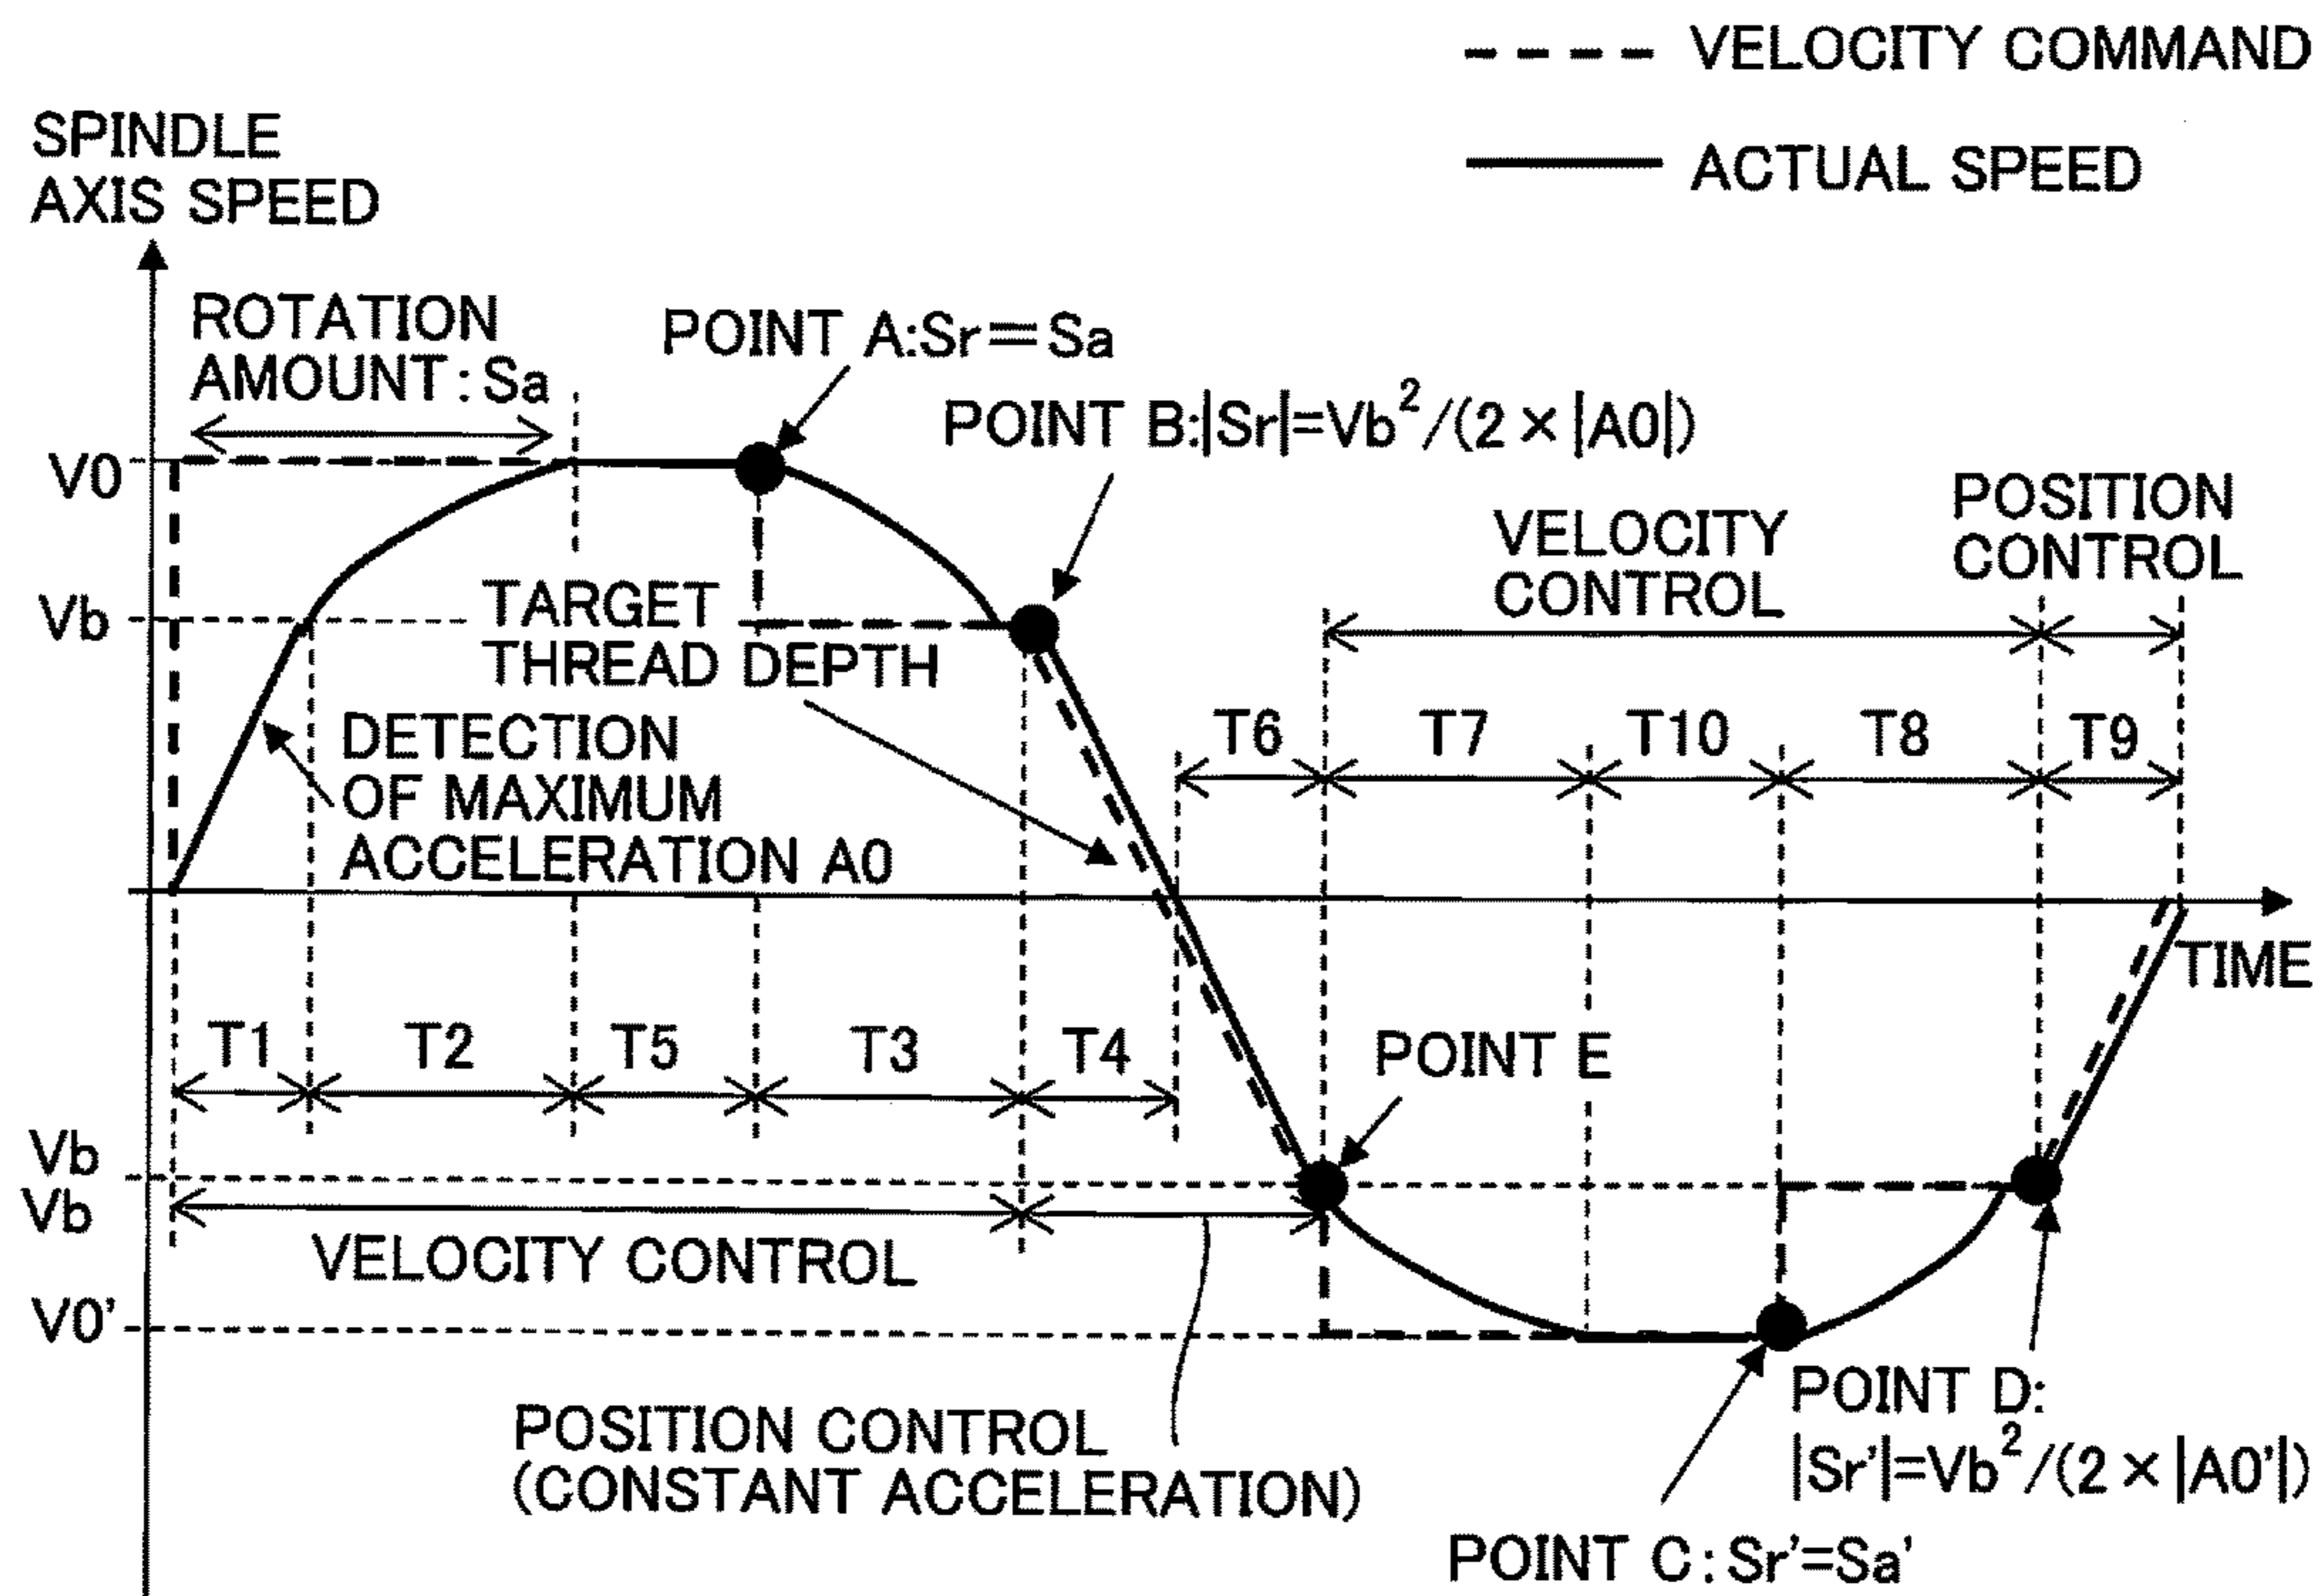 VELOCITY COMMAND
ACTUAL SPEED
SPINDLE
AXIS SPEED
ROTATION
AMOUNT:Sa
POINT A:Sr=Sa
POINT B:|Sr|=Vb²/(2×|A0|)
V0
VELOCITY
CONTROL
POSITION
CONTROL
Vb
TARGET
THREAD DEPTH
DETECTION
OF MAXIMUM
ACCELERATION A0
T6 T7 T10 T8 T9
TIME
T1 T2 T5 T3 T4
POINT E
Vb
Vb
VELOCITY CONTROL
V0'
POSITION CONTROL
(CONSTANT ACCELERATION)
POINT D:
|Sr'|=Vb²/(2×|A0'|)
POINT C:Sr'=Sa'